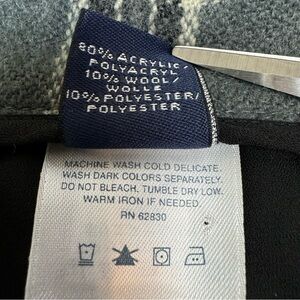 80% ACRYLIC-
POLYACRYL
10% WOOL/
WOLLE
10% POLYESTER/
POLYESTER
MACHINE WASH COLD DELICATE.
WASH DARK COLORS SEPARATELY.
DO NOT BLEACH. TUMBLE DRY LOW.
WARM IRON IF NEEDED.
RN 62830